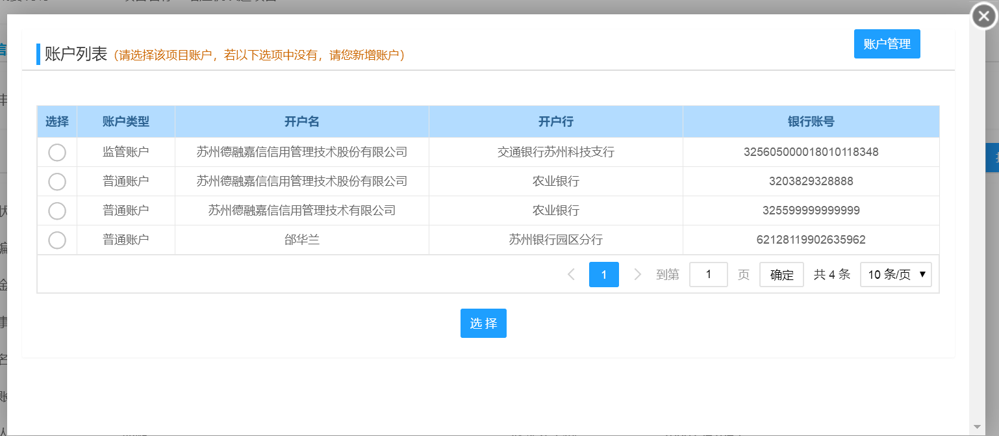 账户列表（请选择该项目账户，若以下选项中没有，请您新增账户）
账户管理
选择 账户类型 开户名 开户行 银行账号
监管账户 苏州德融嘉信信用管理技术股份有限公司 交通银行苏州科技支行 325605000018010118348
普通账户 苏州德融嘉信信用管理技术股份有限公司 农业银行 3203829328888
普通账户 苏州德融嘉信信用管理技术有限公司 农业银行 325599999999999
普通账户 邰华兰 苏州银行园区分行 62128119902635962
1 到第 1 页 确定 共 4 条 10 条/页
选 择